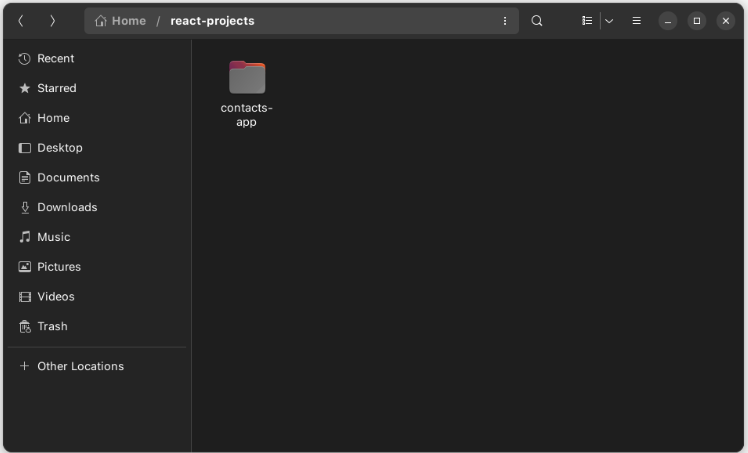 Home / react-projects
Recent
Starred
Home
Desktop
Documents
Downloads
Music
Pictures
Videos
Trash
Other Locations
contacts-
app